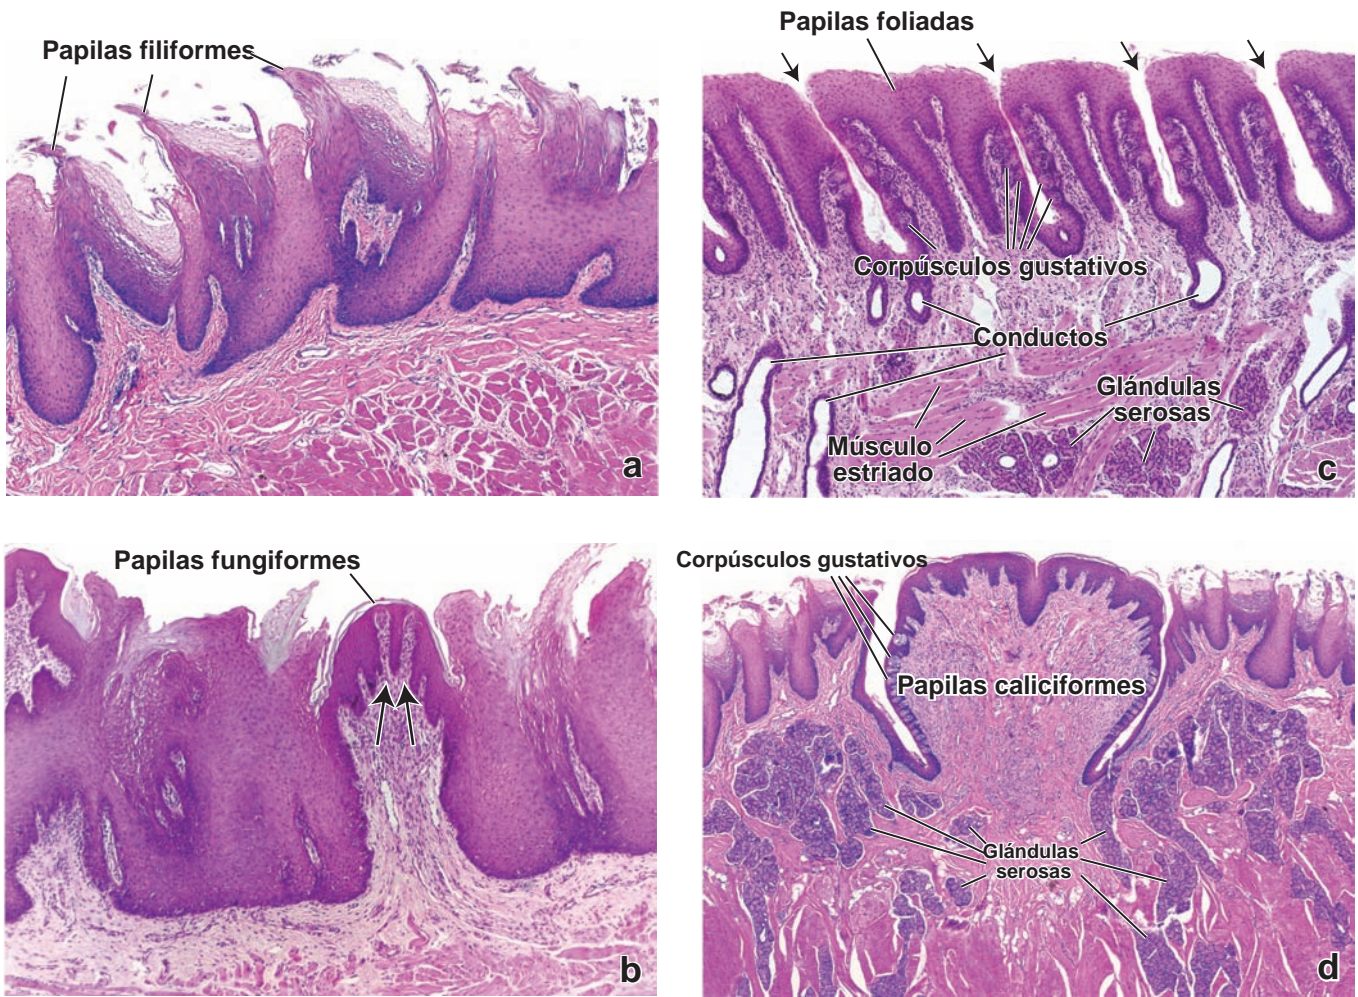 Papilas filiformes
a
Papilas foliadas
Corpúsculos gustativos
Conductos
Glándulas
serosas
Músculo
estriado
c
Papilas fungiformes
b
Corpúsculos gustativos
Papilas caliciformes
Glándulas
serosas
d